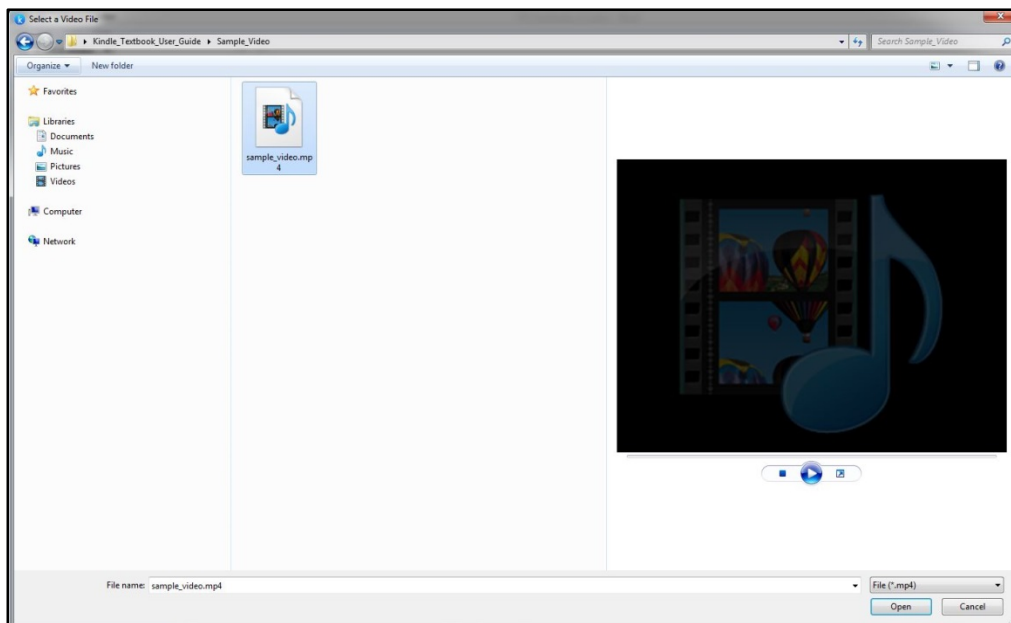 Select a Video File
Kindle_Textbook_User_Guide Sample_Video
Search Sample_Video
Organize New folder
Favorites
Libraries
Documents
Music
Pictures
Videos
Computer
Network
sample_video.mp
4
File name: sample_video.mp4
File (*.mp4)
Open Cancel